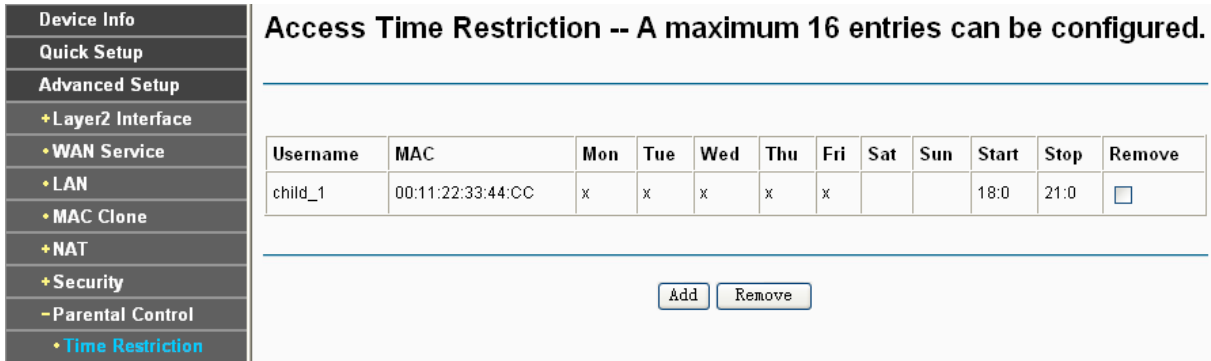 Device Info
Quick Setup
Advanced Setup
+Layer2 Interface
•WAN Service
•LAN
•MAC Clone
+NAT
+Security
-Parental Control
•Time Restriction
Access Time Restriction -- A maximum 16 entries can be configured.
Username MAC Mon Tue Wed Thu Fri Sat Sun Start Stop Remove
child_1 00:11:22:33:44:CC x x x x x 18:0 21:0
Add Remove